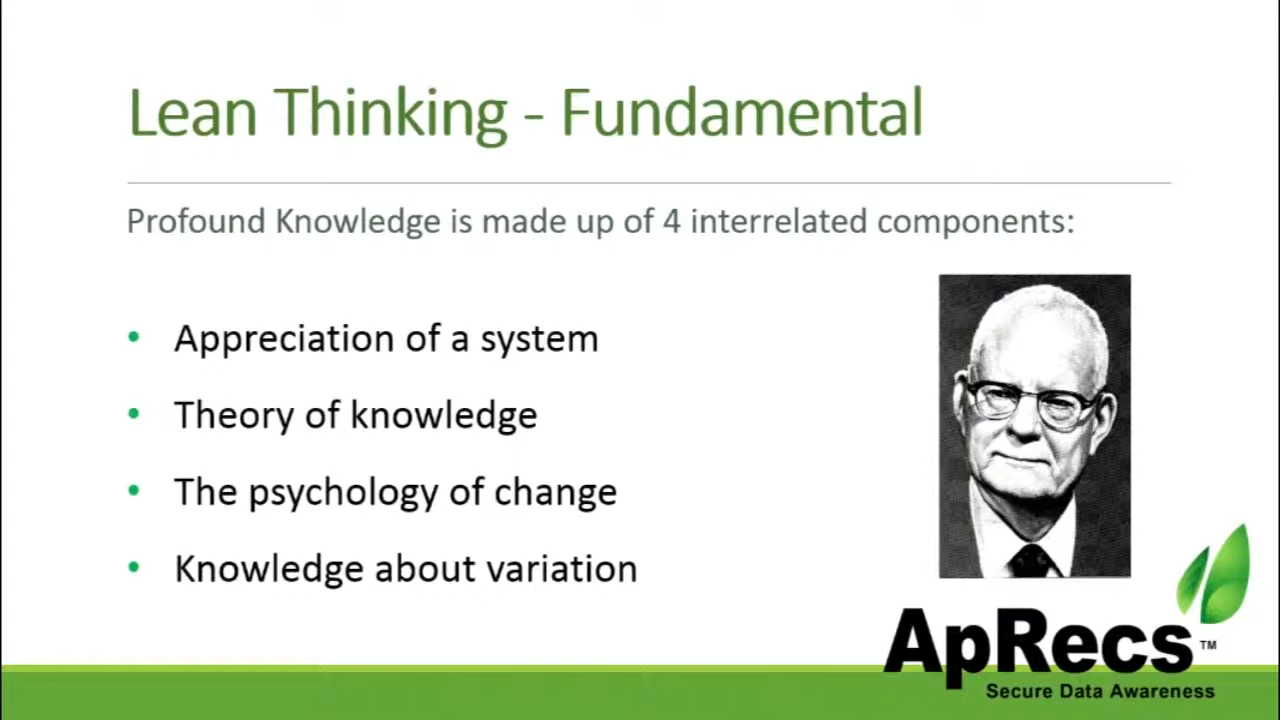 Lean Thinking - Fundamental
Profound Knowledge is made up of 4 interrelated components:
• Appreciation of a system
• Theory of knowledge
• The psychology of change
• Knowledge about variation
ApRecs™
Secure Data Awareness